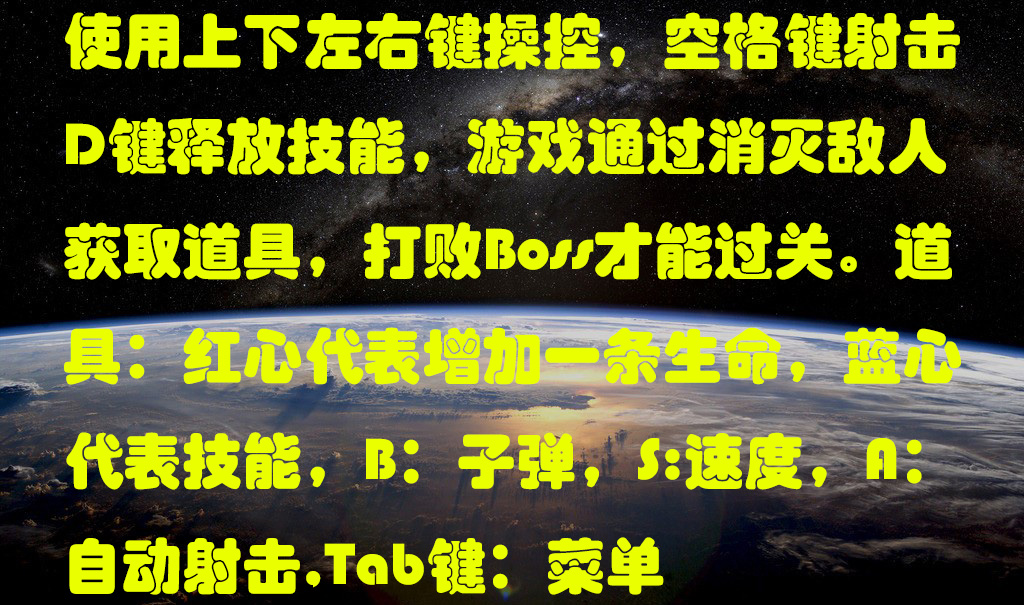 使用上下左右键操控，空格键射击
D键释放技能，游戏通过消灭敌人
获取道具，打败Boss才能过关。道
具：红心代表增加一条生命，蓝心
代表技能，B：子弹，S:速度，A：
自动射击,Tab键：菜单